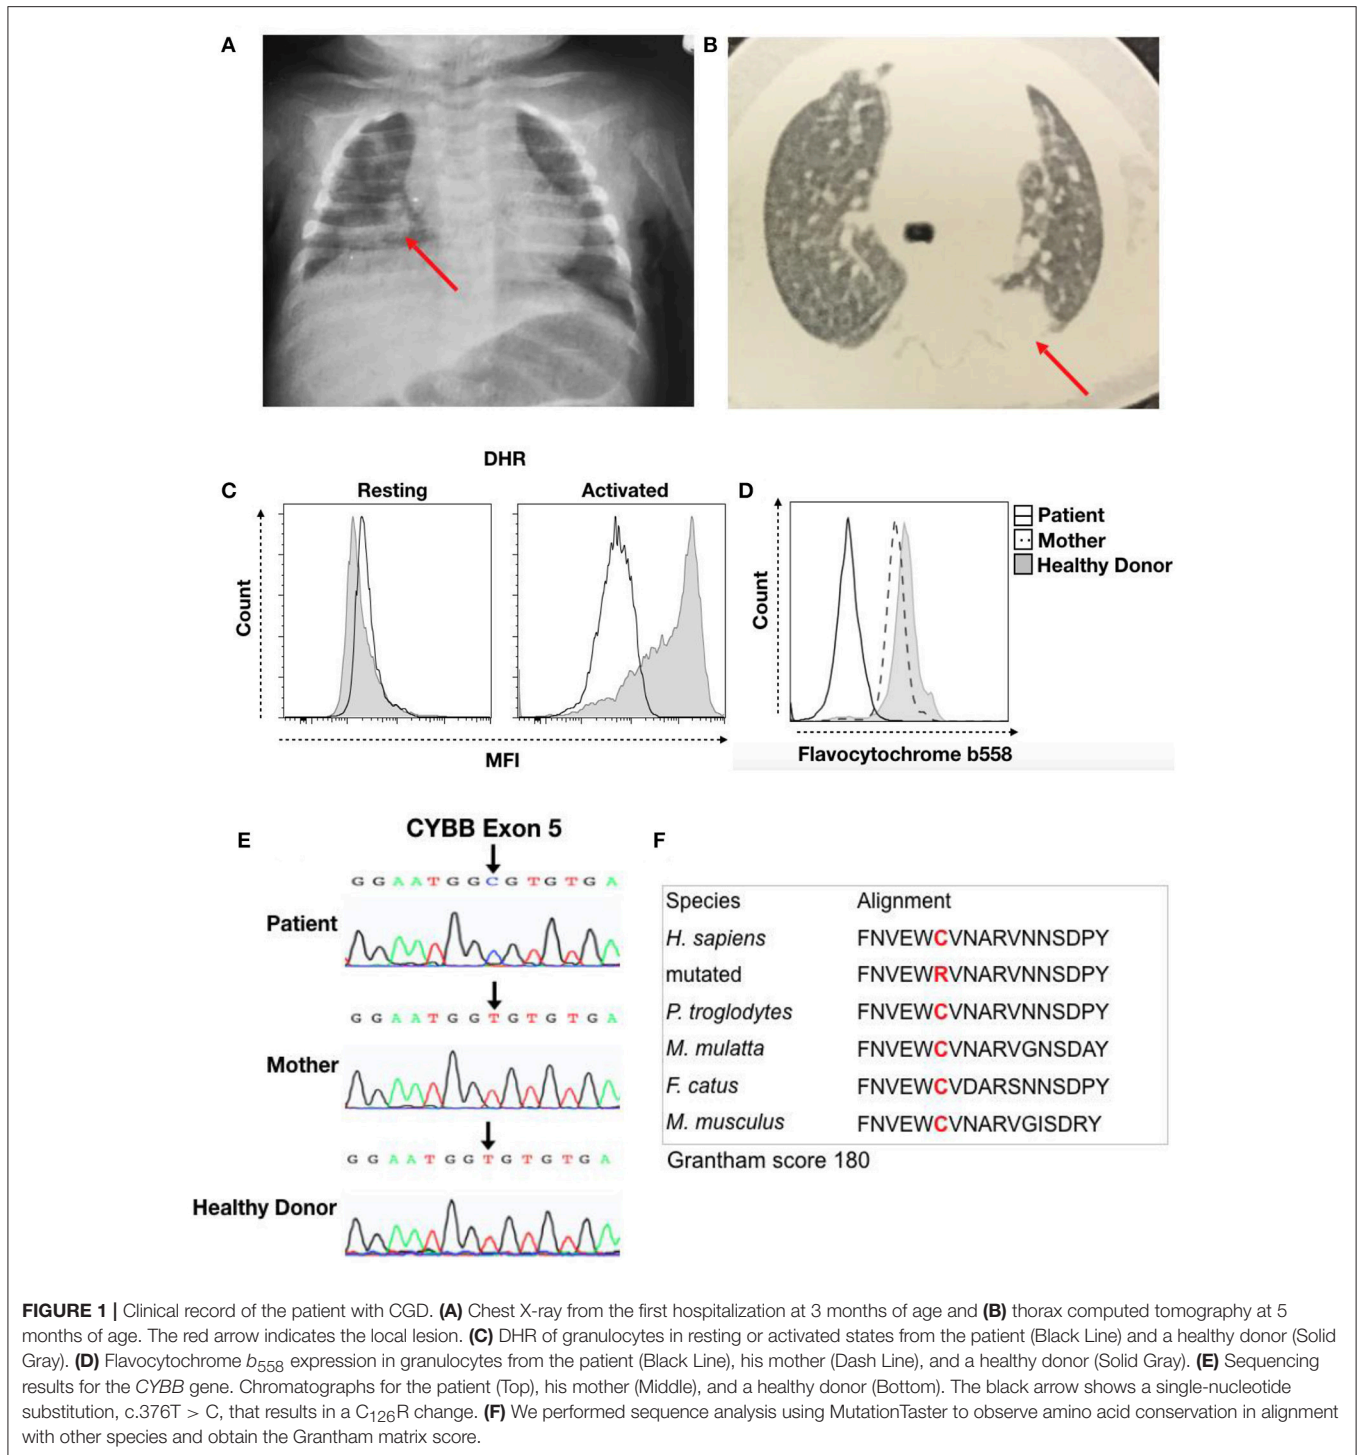 A
B
DHR
C
Resting
Activated
Count
MFI
D
Count
Flavocytochrome b558
Patient
Mother
Healthy Donor
E
CYBB Exon 5
G G A A T G G C G T G T G A
Patient
G G A A T G G T G T G T G A
Mother
G G A A T G G T G T G T G A
Healthy Donor
F
Species Alignment
H. sapiens FNVEWCVNARVNNSDPY
mutated FNVEWRVNARVNNSDPY
P. troglodytes FNVEWCVNARVNNSDPY
M. mulatta FNVEWCVNARVGNSDAY
F. catus FNVEWCVDARSNNSDPY
M. musculus FNVEWCVNARVGISDRY
Grantham score 180
FIGURE 1 | Clinical record of the patient with CGD. (A) Chest X-ray from the first hospitalization at 3 months of age and (B) thorax computed tomography at 5
months of age. The red arrow indicates the local lesion. (C) DHR of granulocytes in resting or activated states from the patient (Black Line) and a healthy donor (Solid
Gray). (D) Flavocytochrome b558 expression in granulocytes from the patient (Black Line), his mother (Dash Line), and a healthy donor (Solid Gray). (E) Sequencing
results for the CYBB gene. Chromatographs for the patient (Top), his mother (Middle), and a healthy donor (Bottom). The black arrow shows a single-nucleotide
substitution, c.376T > C, that results in a C126R change. (F) We performed sequence analysis using MutationTaster to observe amino acid conservation in alignment
with other species and obtain the Grantham matrix score.